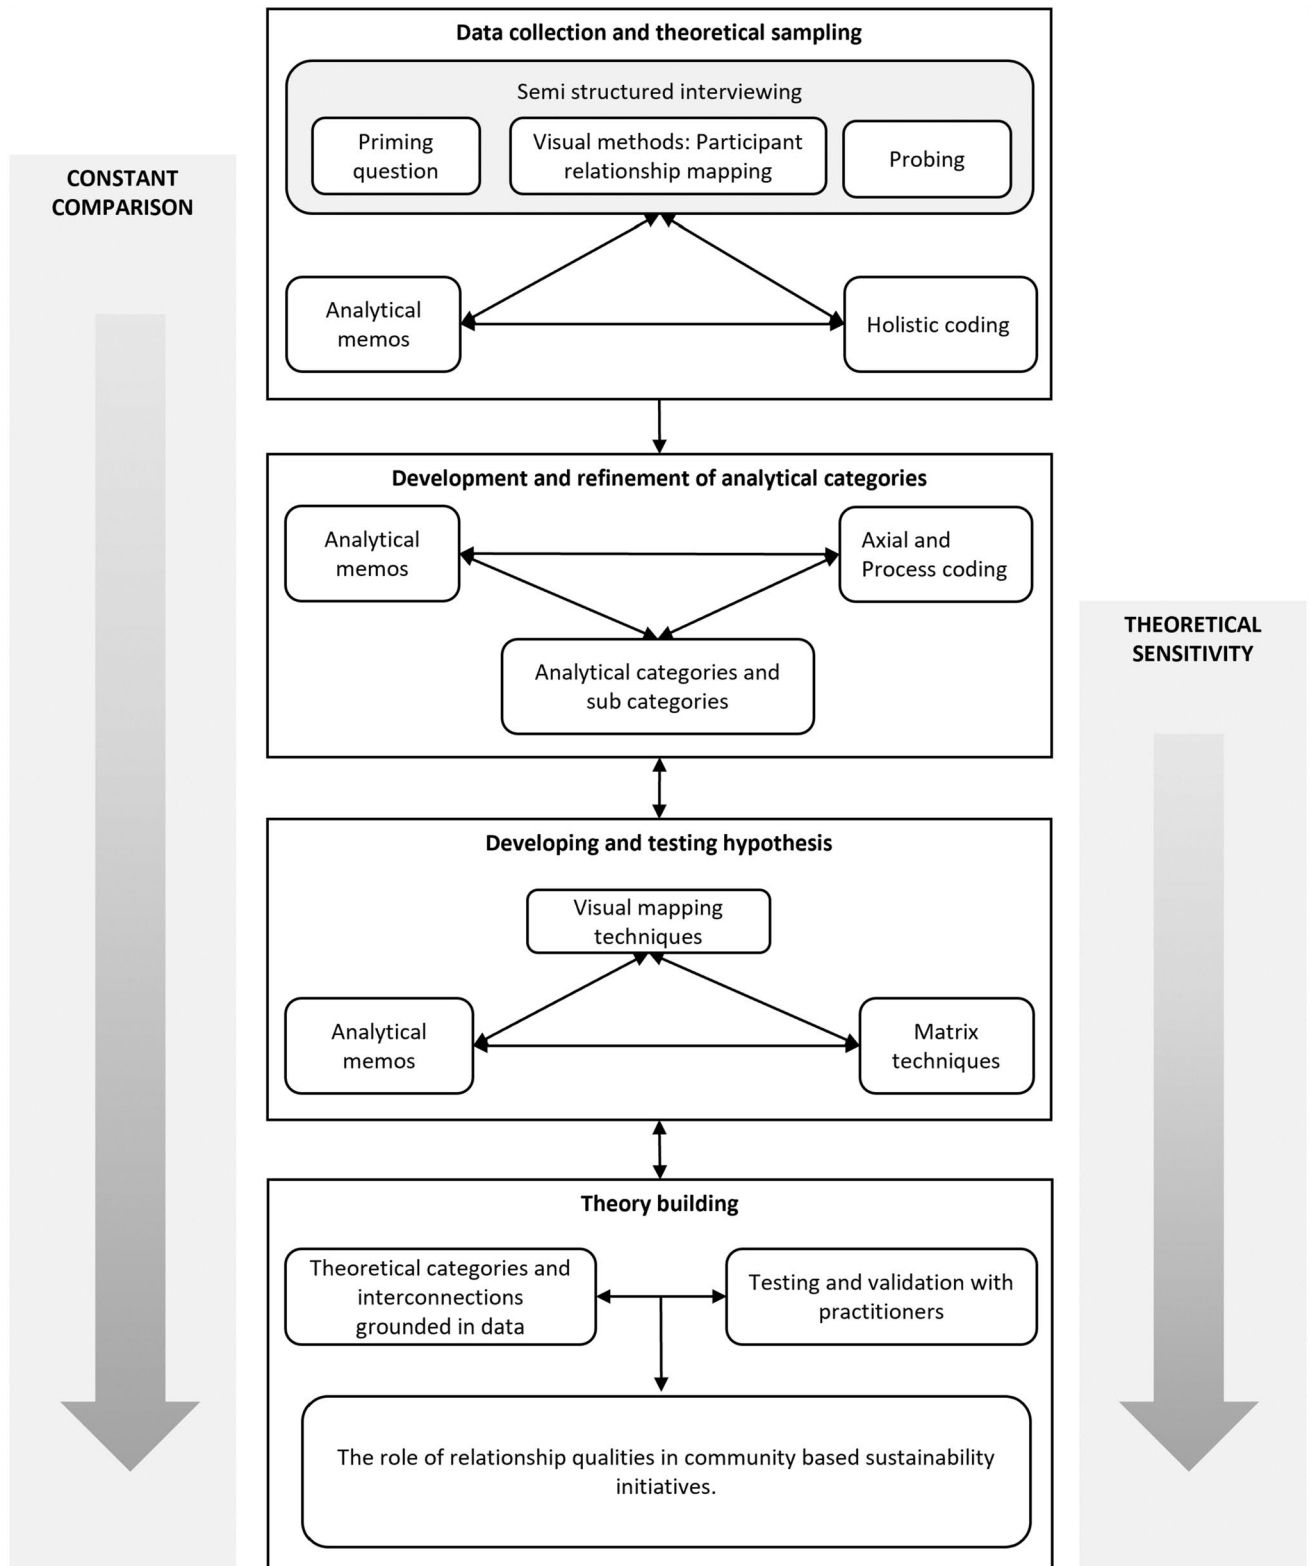 Data collection and theoretical sampling
Semi structured interviewing
Priming
question
Visual methods: Participant
relationship mapping
Probing
CONSTANT
COMPARISON
Analytical
memos
Holistic coding
Development and refinement of analytical categories
Analytical
memos
Axial and
Process coding
Analytical categories and
sub categories
THEORETICAL
SENSITIVITY
Developing and testing hypothesis
Visual mapping
techniques
Analytical
memos
Matrix
techniques
Theory building
Theoretical categories and
interconnections
grounded in data
Testing and validation with
practitioners
The role of relationship qualities in community based sustainability
initiatives.